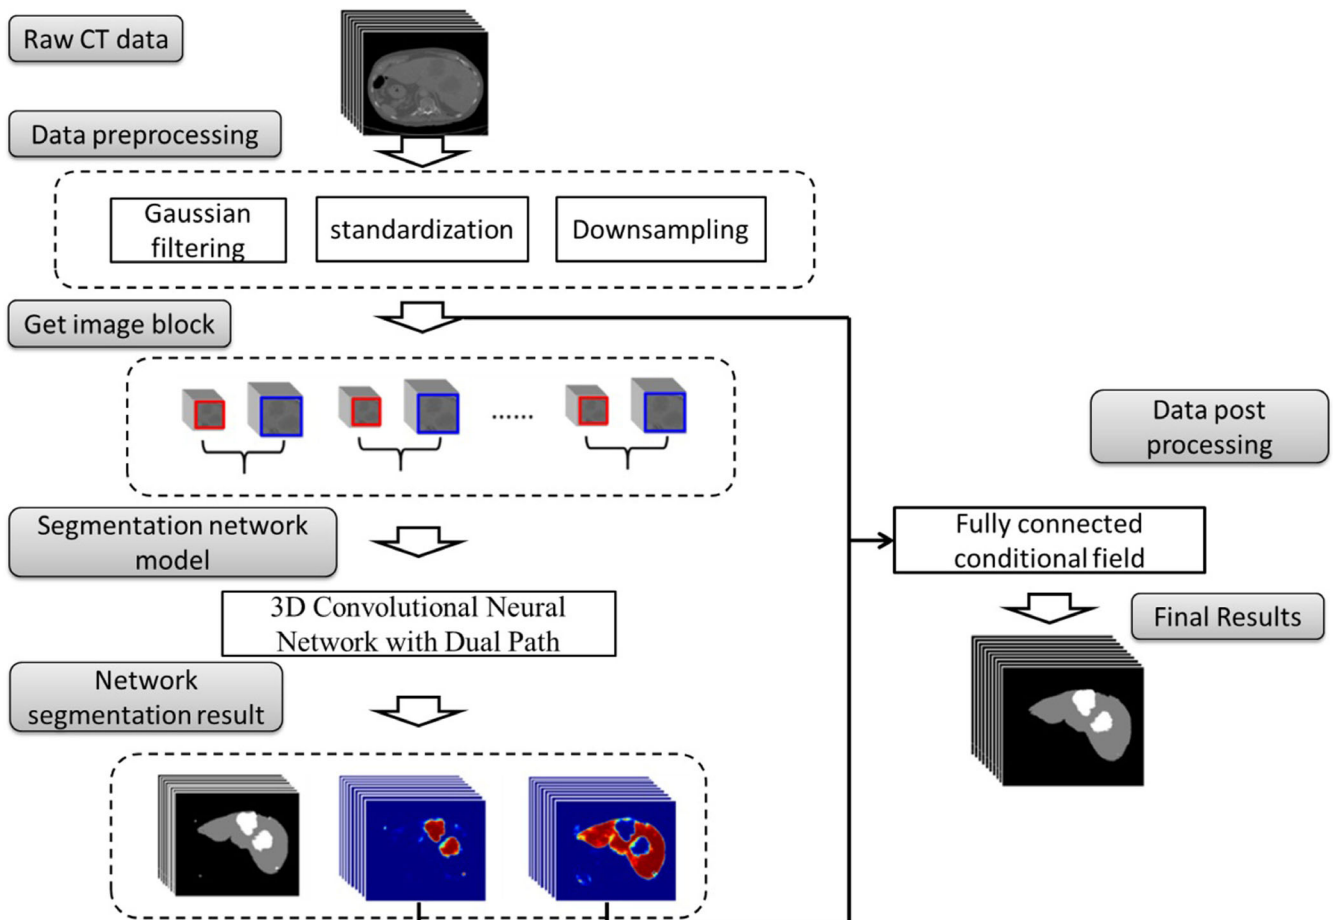 Raw CT data
Data preprocessing
Gaussian
filtering
standardization
Downsampling
Get image block
......
Data post
processing
Segmentation network
model
Fully connected
conditional field
3D Convolutional Neural
Network with Dual Path
Final Results
Network
segmentation result